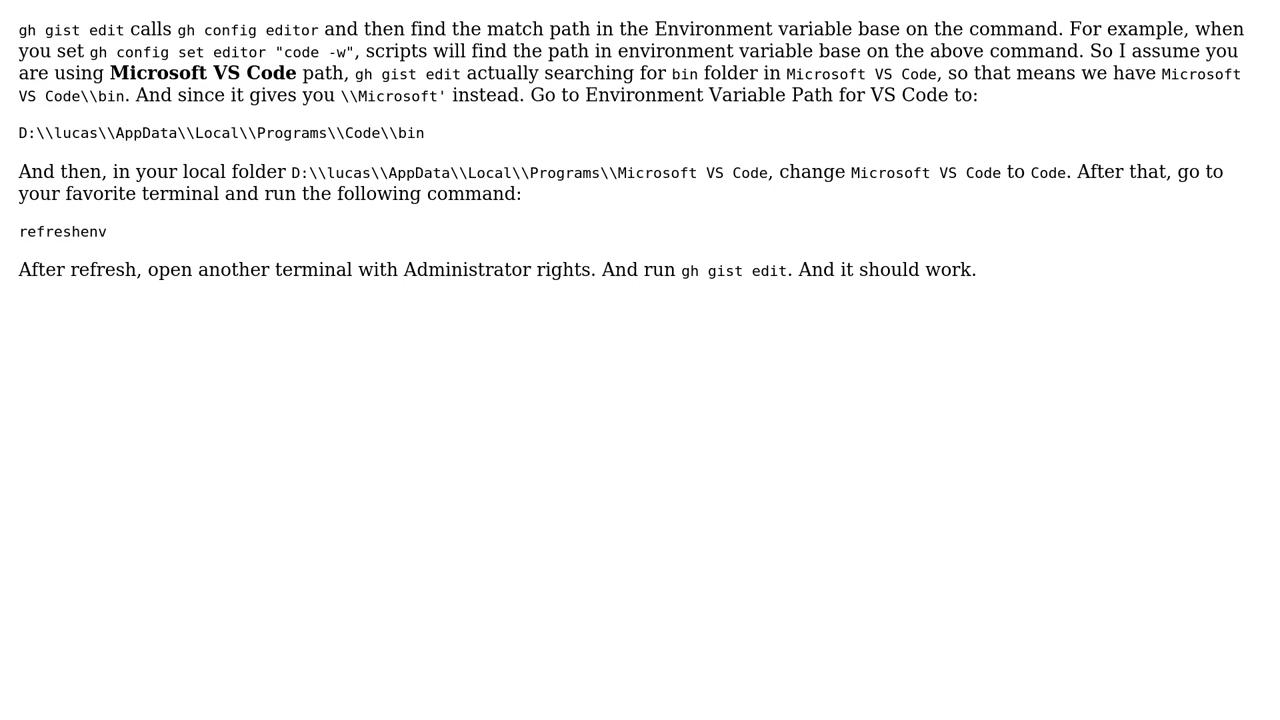 gh gist edit calls gh config editor and then find the match path in the Environment variable base on the command. For example, when
you set gh config set editor "code -w", scripts will find the path in environment variable base on the above command. So I assume you
are using Microsoft VS Code path, gh gist edit actually searching for bin folder in Microsoft VS Code, so that means we have Microsoft
VS Code\\bin. And since it gives you \\Microsoft' instead. Go to Environment Variable Path for VS Code to:
D:\\lucas\\AppData\\Local\\Programs\\Code\\bin
And then, in your local folder D:\\lucas\\AppData\\Local\\Programs\\Microsoft VS Code, change Microsoft VS Code to Code. After that, go to
your favorite terminal and run the following command:
refreshenv
After refresh, open another terminal with Administrator rights. And run gh gist edit. And it should work.